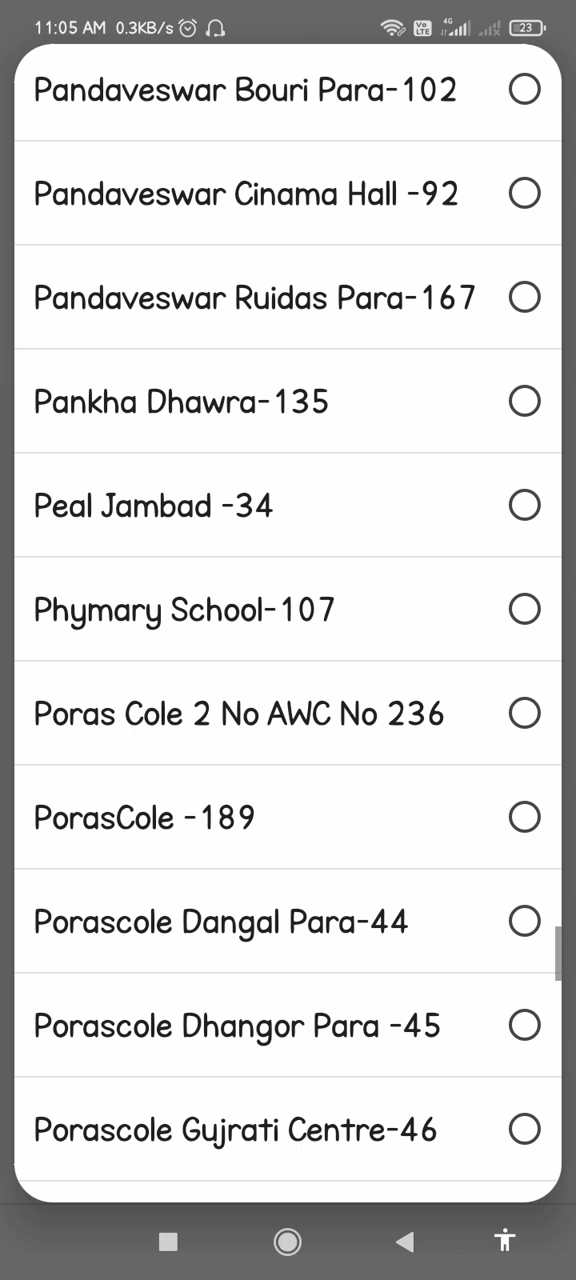 11:05 AM 0.3KB/s 4G 23
Pandaveswar Bouri Para-102
Pandaveswar Cinama Hall -92
Pandaveswar Ruidas Para-167
Pankha Dhawra-135
Peal Jambad -34
Phymary School-107
Poras Cole 2 No AWC No 236
PorasCole -189
Porascole Dangal Para-44
Porascole Dhangor Para -45
Porascole Gujrati Centre-46